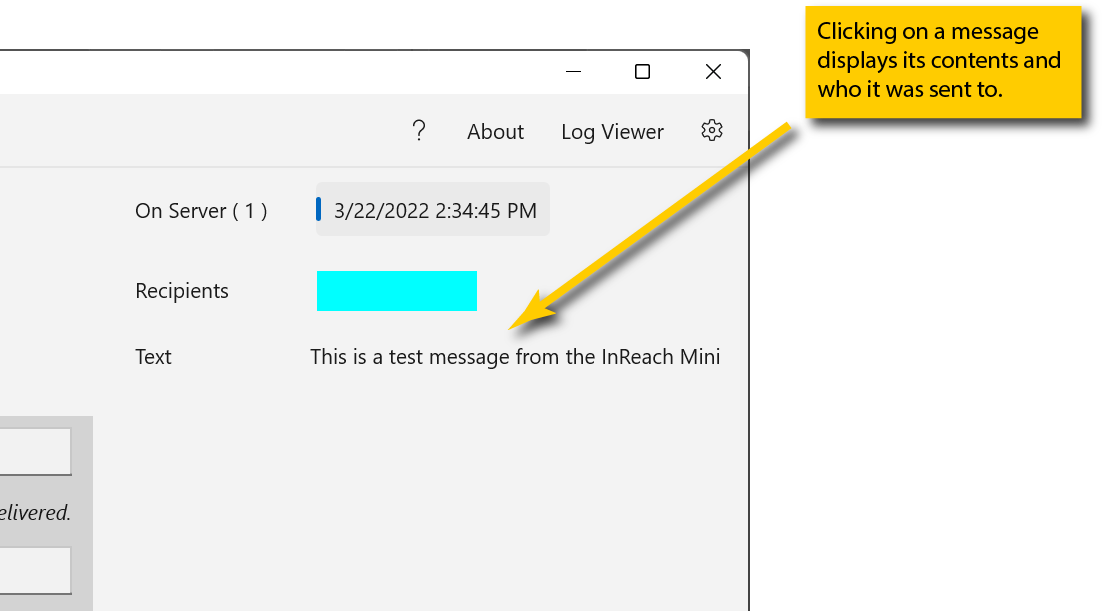 Clicking on a message
displays its contents and
who it was sent to.
? About Log Viewer
On Server ( 1 ) 3/22/2022 2:34:45 PM
Recipients
Text This is a test message from the InReach Mini
elivered.